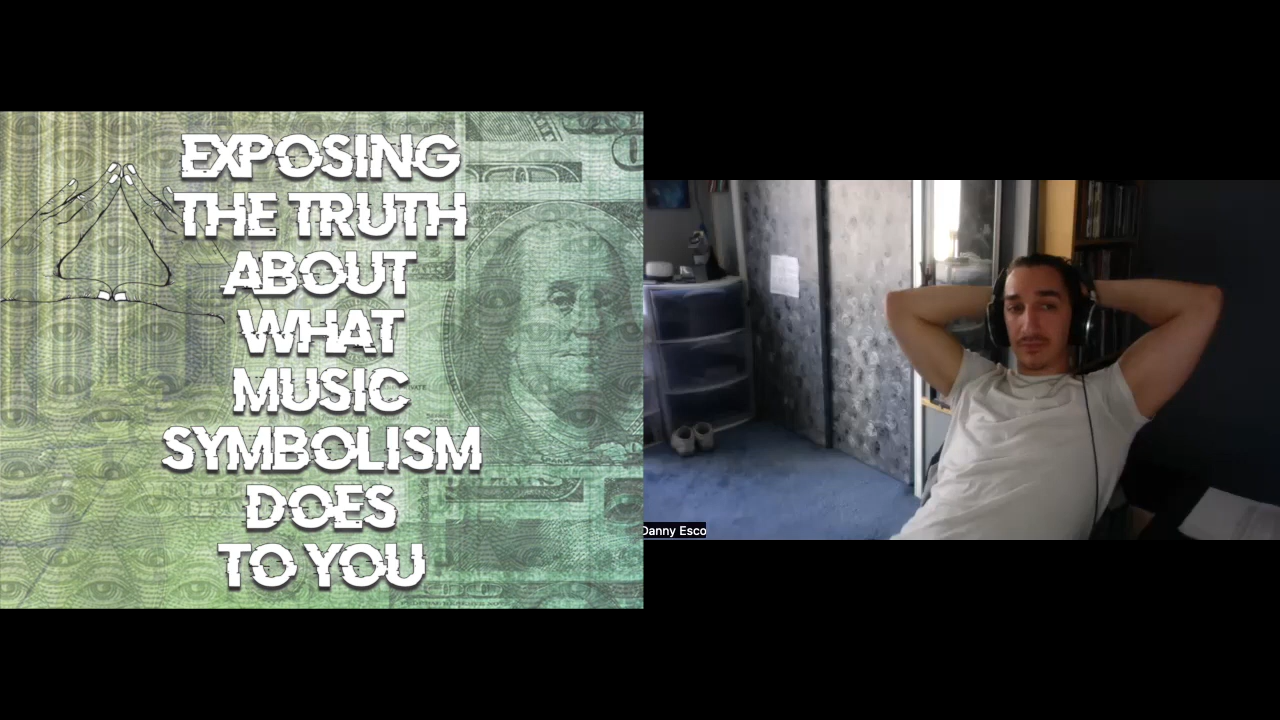 EXPOSING
THE TRUTH
ABOUT
WHAT
MUSIC
SYMBOLISM
DOES
TO YOU
Danny Esco